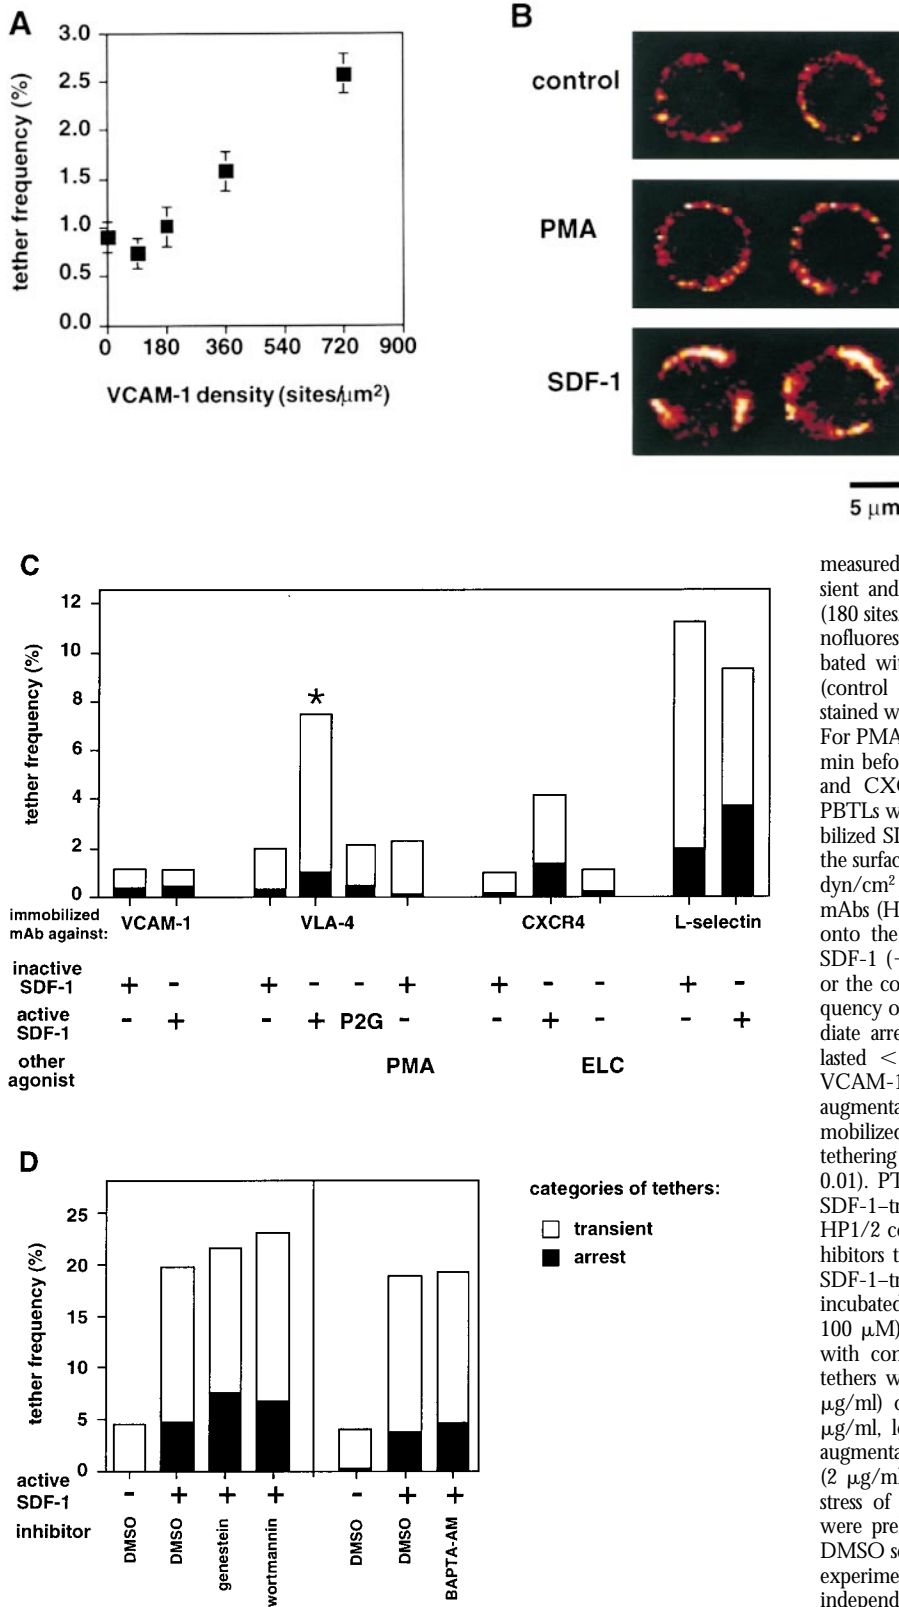 A
3.0
2.5
2.0
1.5
1.0
0.5
0.0
tether frequency (%)
0 180 360 540 720 900
VCAM-1 density (sites/μm²)
B
control
PMA
SDF-1
5 μm
C
12
10
8
6
4
2
0
tether frequency (%)
*
immobilized
mAb against:
VCAM-1 VLA-4 CXCR4 L-selectin
inactive
SDF-1
+ - + - - + + - - + -
active
SDF-1
- + - + P2G - - + - - +
other
agonist
PMA ELC
measured
sient and
(180 sites
nofluores
bated wit
(control
stained w
For PMA
min befo
and CXC
PBTLs w
bilized SI
the surfac
dyn/cm²
mAbs (H
onto the
SDF-1 (-
or the co
quency o
diate arre
lasted <
VCAM-1
augmenta
mobilized
tethering
0.01). PT
SDF-1–tr
HP1/2 co
hibitors t
SDF-1–tr
incubated
100 μM)
with con
tethers w
μg/ml) c
μg/ml, l
augmenta
(2 μg/ml
stress of
were pre
DMSO so
experime
independ
D
25
20
15
10
5
0
tether frequency (%)
categories of tethers:
transient
arrest
active
SDF-1
- + + + - + +
inhibitor
DMSO
DMSO
genestein
wortmannin
DMSO
DMSO
BAPTA-AM